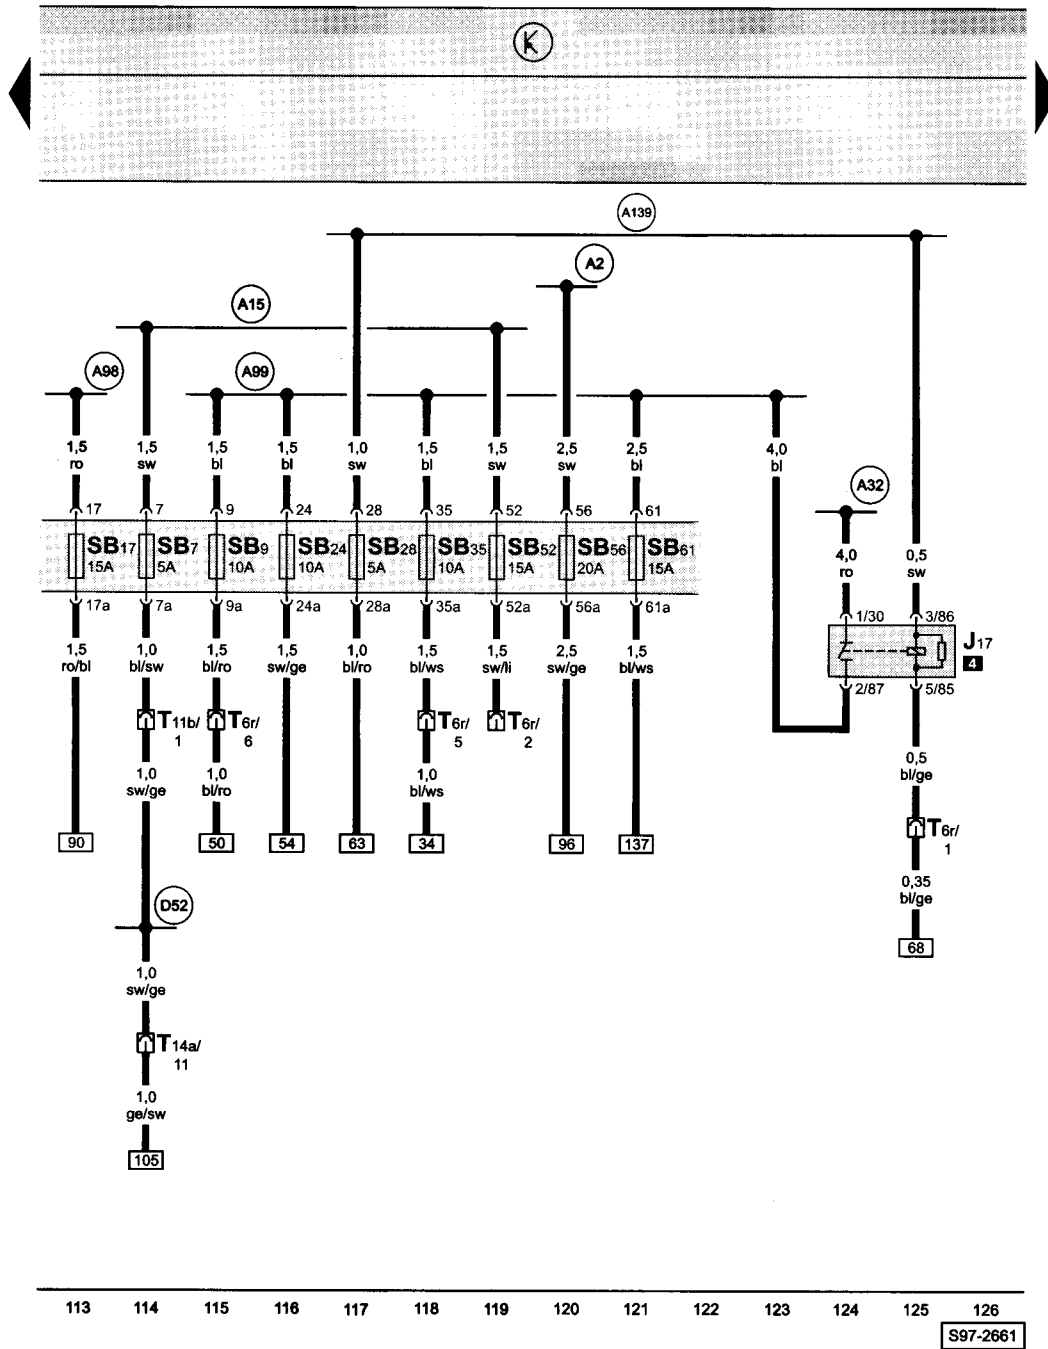 K
A139
A2
A15
A98 A99
1,5 1,5 1,5 1,5 1,0 1,5 1,5 2,5 2,5 4,0
ro sw bl bl sw bl sw sw bl bl
A32
17 7 9 24 28 35 52 56 61
SB17 SB7 SB9 SB24 SB28 SB35 SB52 SB56 SB61
15A 5A 10A 10A 5A 10A 15A 20A 15A
4,0 0,5
ro sw
17a 7a 9a 24a 28a 35a 52a 56a 61a
1/30 3/86
J17
4
1,5 1,0 1,5 1,5 1,0 1,5 1,5 2,5 1,5
ro/bl bl/sw bl/ro sw/ge bl/ro bl/ws sw/li sw/ge bl/ws
2/87 5/85
T11b/ T6r/ T6r/ T6r/
1 6 5 2
1,0 1,0 1,0 0,5
sw/ge bl/ro bl/ws bl/ge
90 50 54 63 34 96 137
T6r/
1
0,35
bl/ge
D52
68
1,0
sw/ge
T14a/
11
1,0
ge/sw
105
113 114 115 116 117 118 119 120 121 122 123 124 125 126
S97-2661